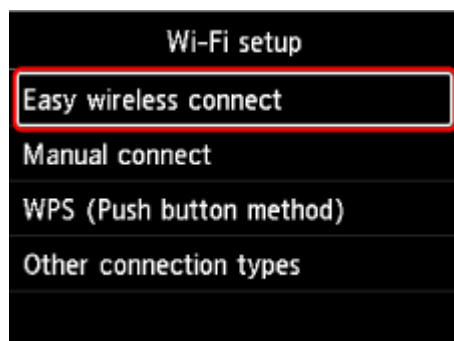 Wi-Fi setup
Easy wireless connect
Manual connect
WPS (Push button method)
Other connection types